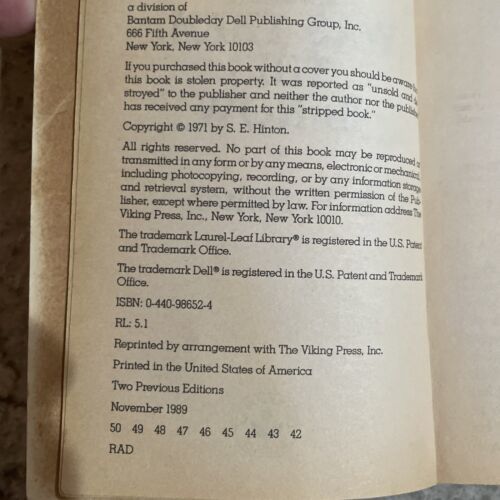 a division of
Bantam Doubleday Dell Publishing Group, Inc.
666 Fifth Avenue
New York, New York 10103
If you purchased this book without a cover you should be aware
this book is stolen property. It was reported as "unsold and
stroyed" to the publisher and neither the author nor the publisher
has received any payment for this "stripped book."
Copyright © 1971 by S. E. Hinton.
All rights reserved. No part of this book may be reproduced or
transmitted in any form or by any means, electronic or mechanical,
including photocopying, recording, or by any information storage
and retrieval system, without the written permission of the Pub-
lisher, except where permitted by law. For information address The
Viking Press, Inc., New York, New York 10010.
The trademark Laurel-Leaf Library® is registered in the U.S. Patent
and Trademark Office.
The trademark Dell® is registered in the U.S. Patent and Trademark
Office.
ISBN: 0-440-98652-4
RL: 5.1
Reprinted by arrangement with The Viking Press, Inc.
Printed in the United States of America
Two Previous Editions
November 1989
50 49 48 47 46 45 44 43 42
RAD